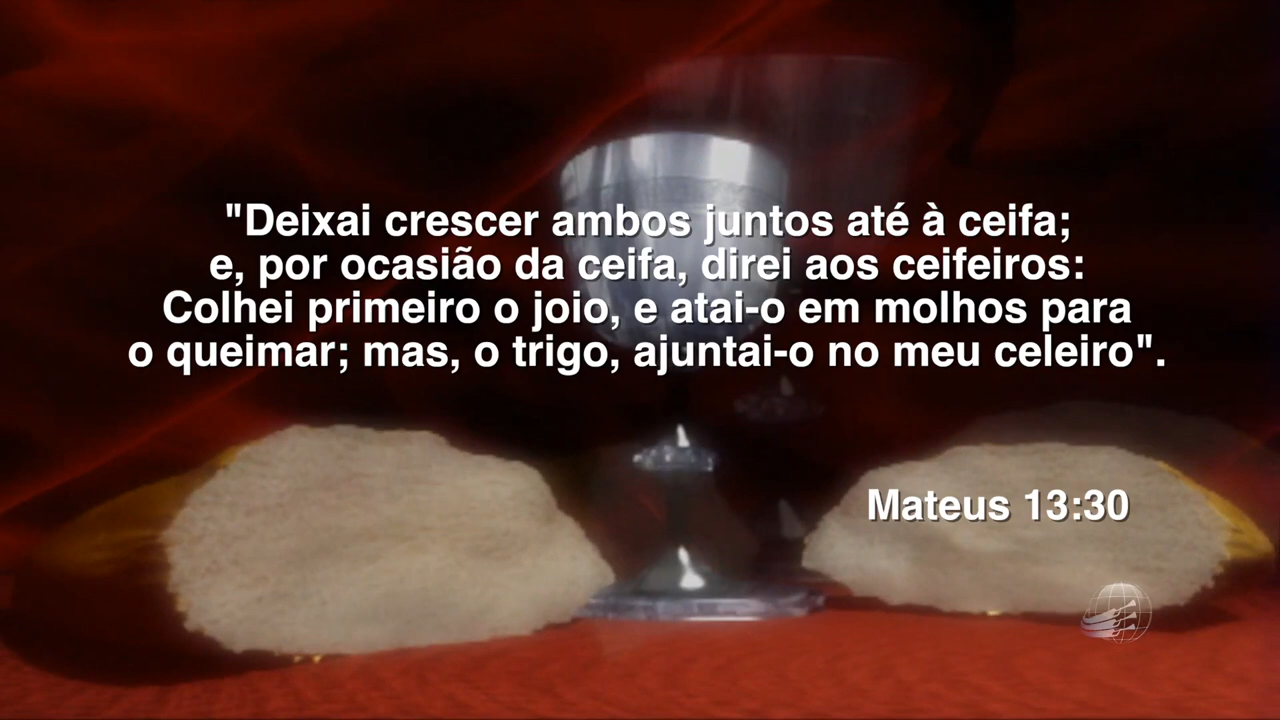 "Deixai crescer ambos juntos até à ceifa;
e, por ocasião da ceifa, direi aos ceifeiros:
Colhei primeiro o joio, e atai-o em molhos para
o queimar; mas, o trigo, ajuntai-o no meu celeiro".
Mateus 13:30